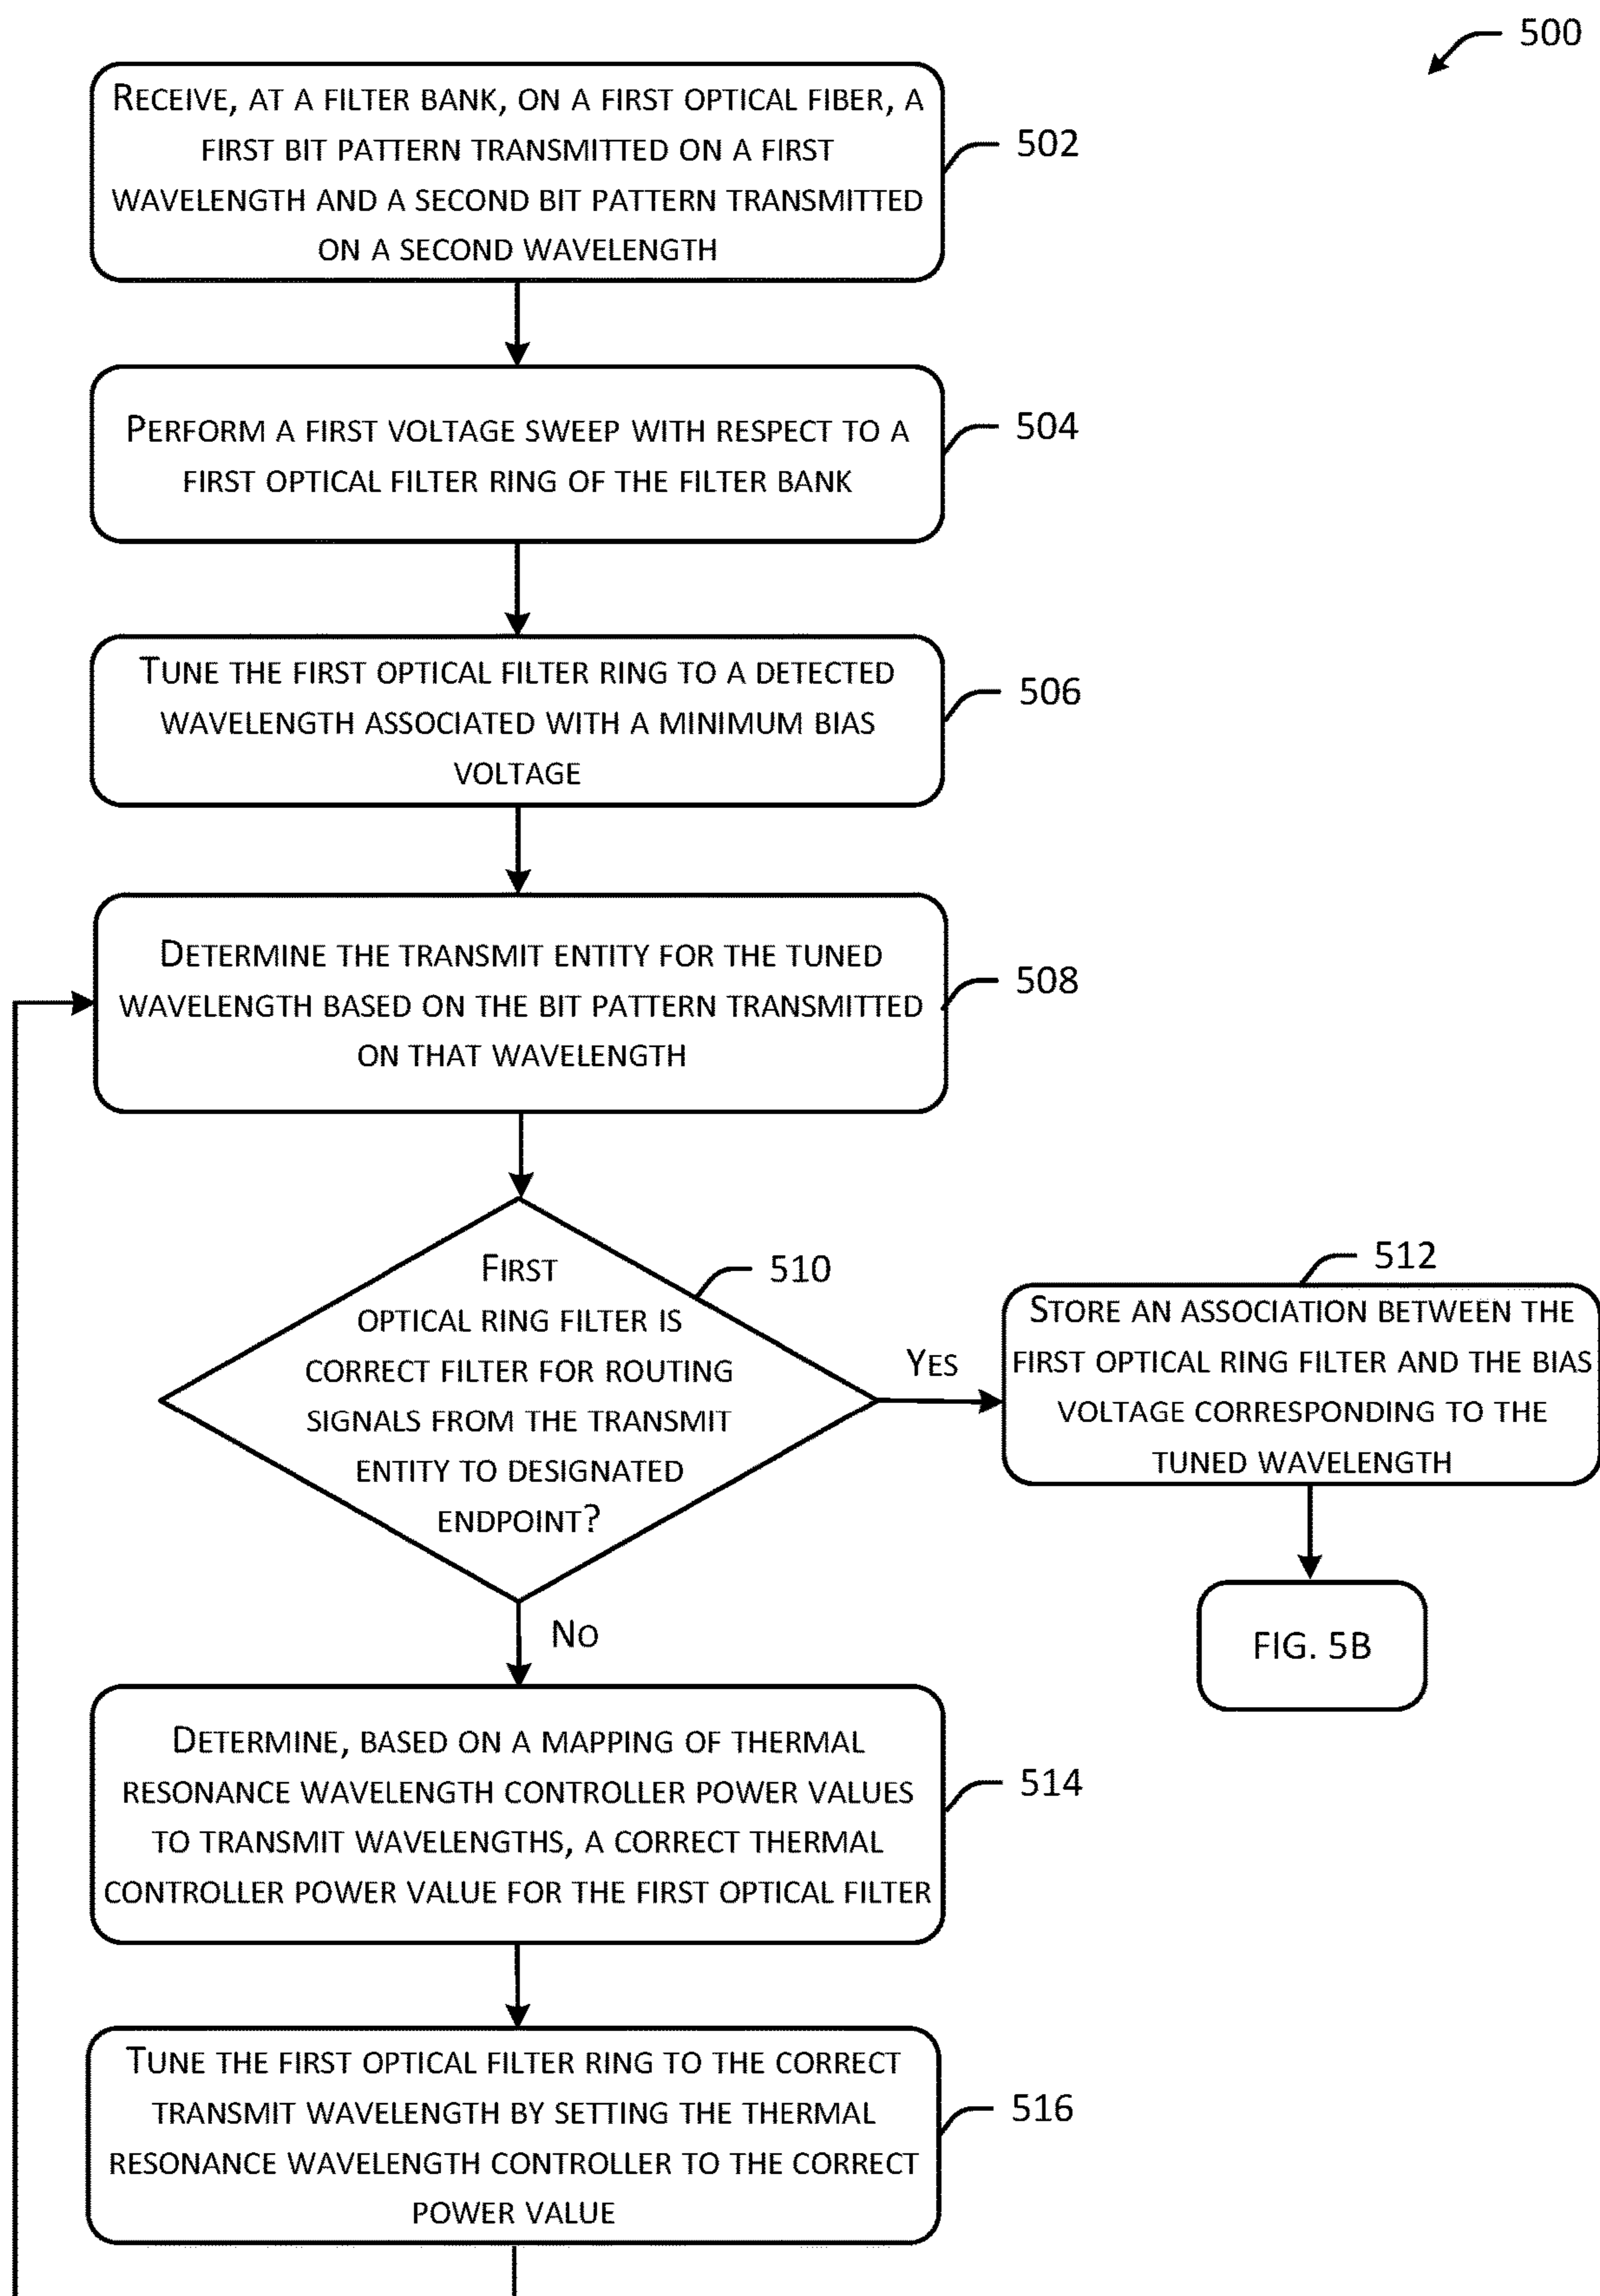 500
RECEIVE, AT A FILTER BANK, ON A FIRST OPTICAL FIBER, A
FIRST BIT PATTERN TRANSMITTED ON A FIRST
WAVELENGTH AND A SECOND BIT PATTERN TRANSMITTED
ON A SECOND WAVELENGTH
502
PERFORM A FIRST VOLTAGE SWEEP WITH RESPECT TO A
FIRST OPTICAL FILTER RING OF THE FILTER BANK
504
TUNE THE FIRST OPTICAL FILTER RING TO A DETECTED
WAVELENGTH ASSOCIATED WITH A MINIMUM BIAS
VOLTAGE
506
DETERMINE THE TRANSMIT ENTITY FOR THE TUNED
WAVELENGTH BASED ON THE BIT PATTERN TRANSMITTED
ON THAT WAVELENGTH
508
FIRST
OPTICAL RING FILTER IS
CORRECT FILTER FOR ROUTING
SIGNALS FROM THE TRANSMIT
ENTITY TO DESIGNATED
ENDPOINT?
510
YES
512
STORE AN ASSOCIATION BETWEEN THE
FIRST OPTICAL RING FILTER AND THE BIAS
VOLTAGE CORRESPONDING TO THE
TUNED WAVELENGTH
FIG. 5B
NO
DETERMINE, BASED ON A MAPPING OF THERMAL
RESONANCE WAVELENGTH CONTROLLER POWER VALUES
TO TRANSMIT WAVELENGTHS, A CORRECT THERMAL
CONTROLLER POWER VALUE FOR THE FIRST OPTICAL FILTER
514
TUNE THE FIRST OPTICAL FILTER RING TO THE CORRECT
TRANSMIT WAVELENGTH BY SETTING THE THERMAL
RESONANCE WAVELENGTH CONTROLLER TO THE CORRECT
POWER VALUE
516